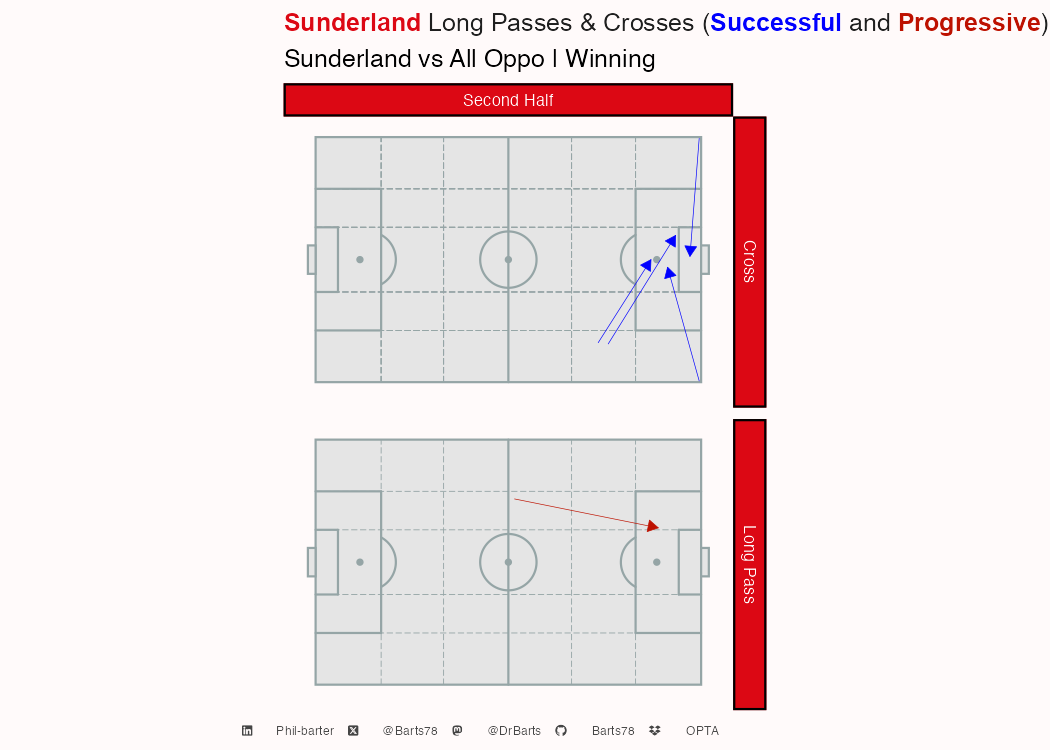 Sunderland Long Passes & Crosses (Successful and Progressive)
Sunderland vs All Oppo | Winning
Second Half
Cross
Long Pass
Phil-barter @Barts78 @DrBarts Barts78 OPTA